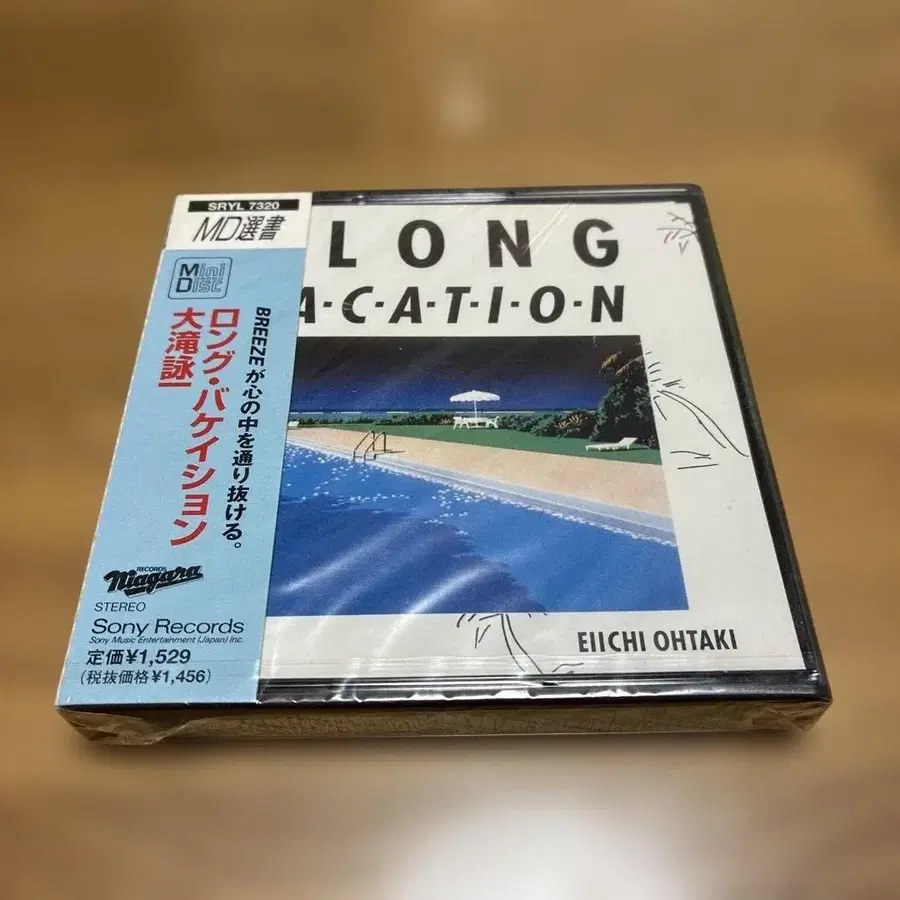 SRYL 7320
MD選書
Mini Disc
BREEZEが心の中を通り抜ける。
ロング・バケイション
大滝詠一
RECORDS
Niagara
STEREO
Sony Records
Sony Music Entertainment (Japan) Inc.
定価¥1,529
(税抜価格¥1,456)
LONG
A·C·A·T·I·O·N
EIICHI OHTAKI